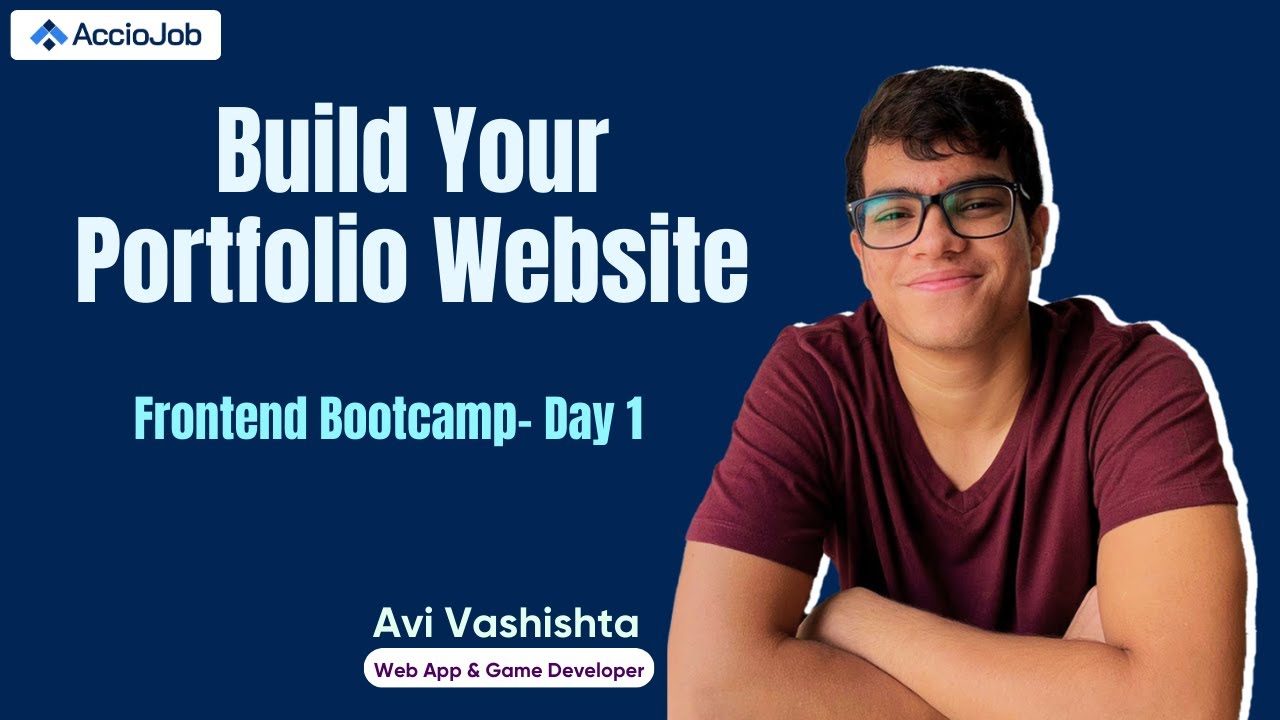 AccioJob
Build Your
Portfolio Website
Frontend Bootcamp- Day 1
Avi Vashishta
Web App & Game Developer